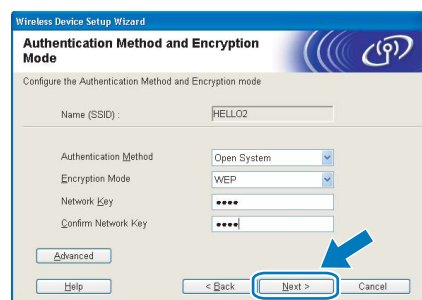 Wireless Device Setup Wizard
Authentication Method and Encryption
Mode
Configure the Authentication Method and Encryption mode
Name (SSID) : HELLO2
Authentication Method Open System
Encryption Mode WEP
Network Key ••••
Confirm Network Key ••••
Advanced
Help < Back Next > Cancel